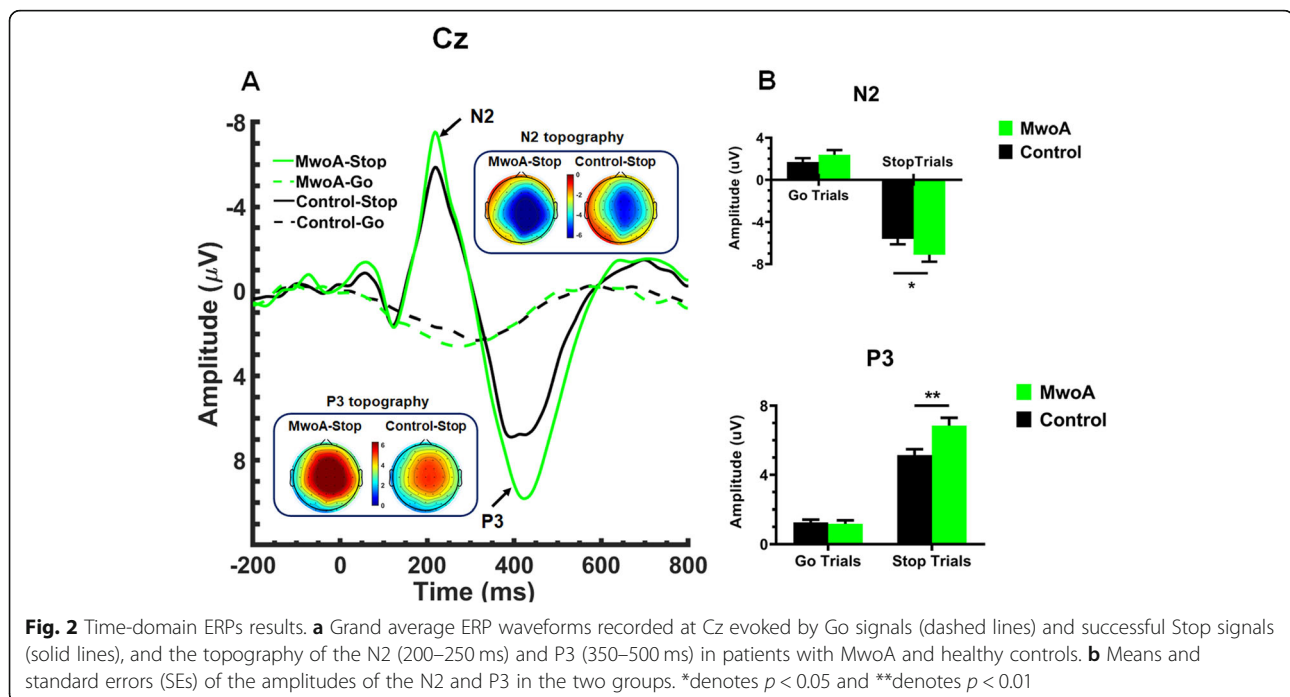 Cz
A
-8
-4
0
4
8
Amplitude (μV)
-200 0 200 400 600 800
Time (ms)
MwoA-Stop
MwoA-Go
Control-Stop
Control-Go
N2
N2 topography
MwoA-Stop Control-Stop
0
-2
-4
-6
P3 topography
MwoA-Stop Control-Stop
6
4
2
0
P3
B
N2
MwoA
Control
4
0
-4
-8
Amplitude (uV)
Go Trials
StopTrials
*
P3
MwoA
Control
8
4
0
Amplitude (uV)
**
Go Trials Stop Trials
Fig. 2 Time-domain ERPs results. a Grand average ERP waveforms recorded at Cz evoked by Go signals (dashed lines) and successful Stop signals
(solid lines), and the topography of the N2 (200–250 ms) and P3 (350–500 ms) in patients with MwoA and healthy controls. b Means and
standard errors (SEs) of the amplitudes of the N2 and P3 in the two groups. *denotes p < 0.05 and **denotes p < 0.01